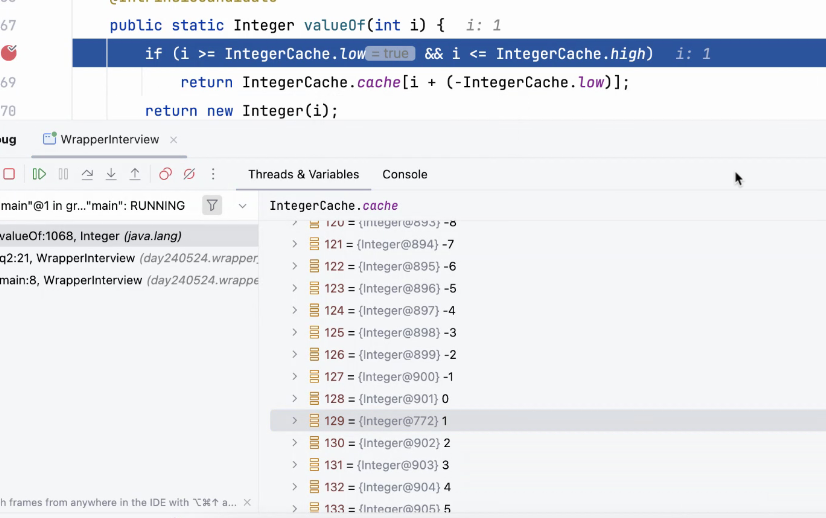 67 public static Integer valueOf(int i) { i: 1
if (i >= IntegerCache.low = true && i <= IntegerCache.high) i: 1
69 return IntegerCache.cache[i + (-IntegerCache.low)];
70 return new Integer(i);
bug WrapperInterview ×
Threads & Variables Console
main"@1 in gr..."main": RUNNING
IntegerCache.cache
valueOf:1068, Integer (java.lang)
q2:21, WrapperInterview (day240524.wrapper
main:8, WrapperInterview (day240524.wrappe
120 = {Integer@893} -8
121 = {Integer@894} -7
122 = {Integer@895} -6
123 = {Integer@896} -5
124 = {Integer@897} -4
125 = {Integer@898} -3
126 = {Integer@899} -2
127 = {Integer@900} -1
128 = {Integer@901} 0
129 = {Integer@772} 1
130 = {Integer@902} 2
131 = {Integer@903} 3
132 = {Integer@904} 4
133 = {Integer@905} 5
h frames from anywhere in the IDE with ⌥⌘↑ a... ×